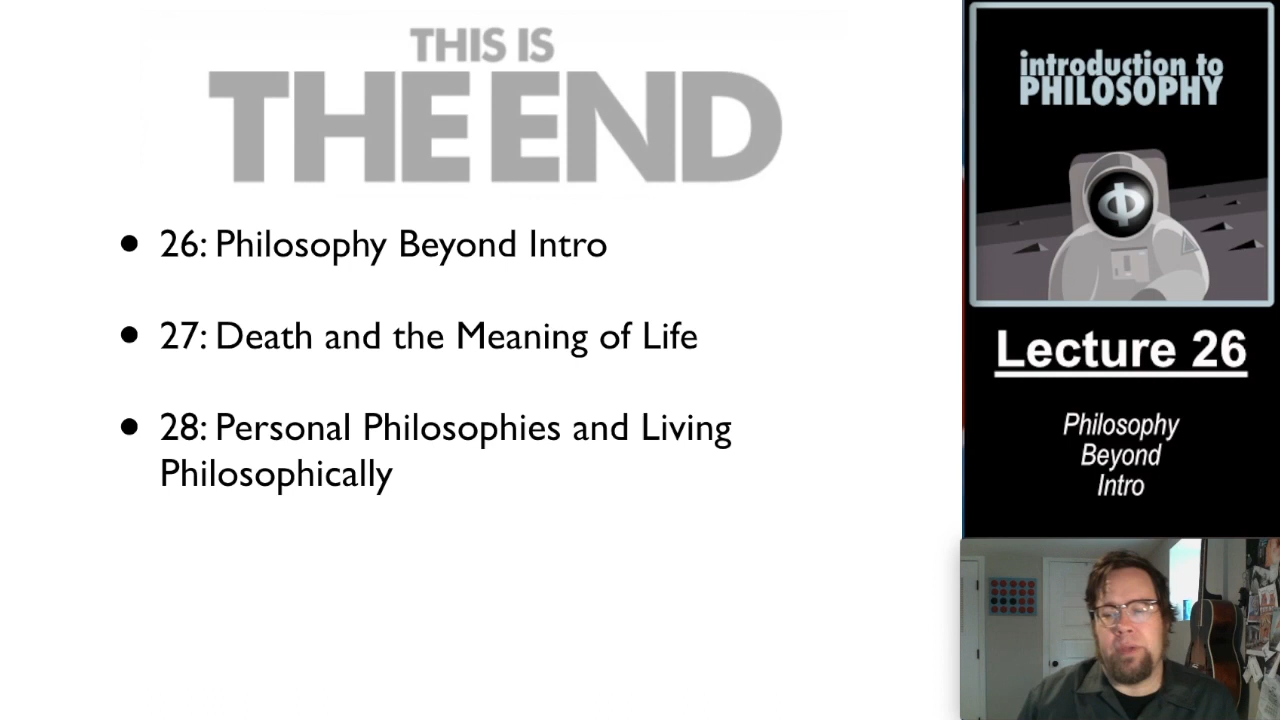 THIS IS
THE END
• 26: Philosophy Beyond Intro
• 27: Death and the Meaning of Life
• 28: Personal Philosophies and Living
Philosophically
introduction to
PHILOSOPHY
Φ
Lecture 26
Philosophy
Beyond
Intro